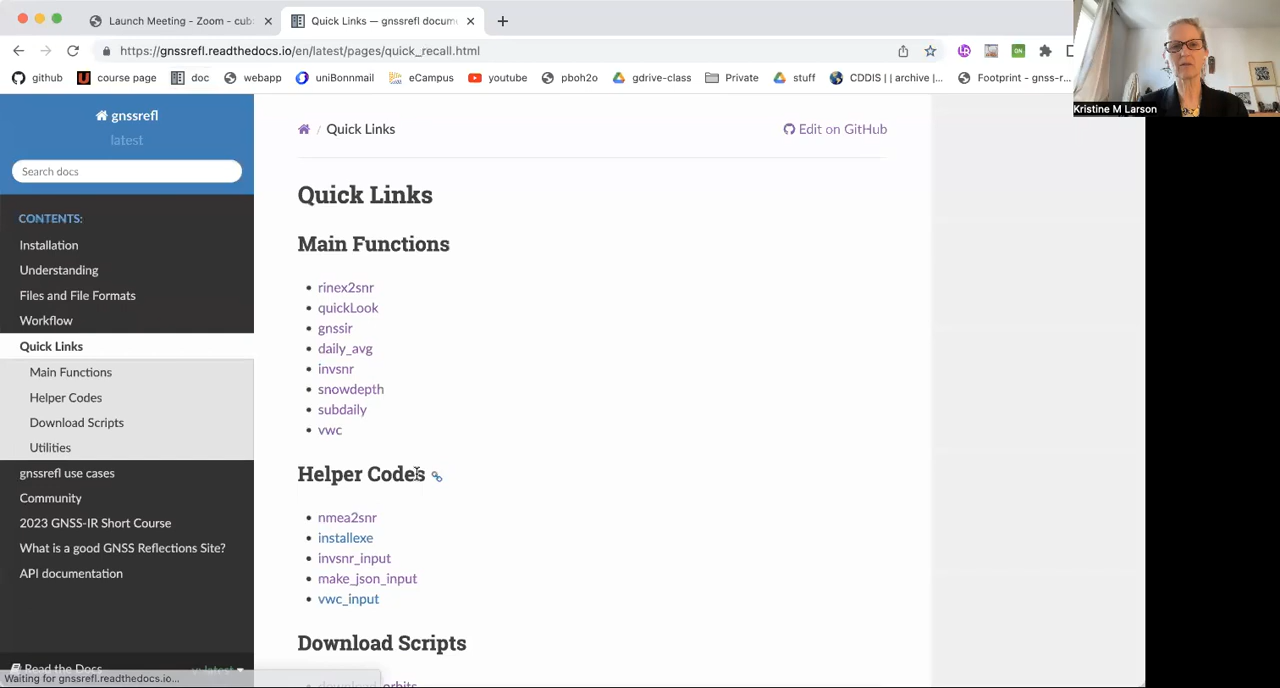 Launch Meeting - Zoom - cub
Quick Links — gnssrefl docum
https://gnssrefl.readthedocs.io/en/latest/pages/quick_recall.html
github course page doc webapp uniBonnmail eCampus youtube pboh2o gdrive-class Private stuff CDDIS | | archive |... Footprint - gnss-r...
Kristine M Larson
gnssrefl
latest
Search docs
CONTENTS:
Installation
Understanding
Files and File Formats
Workflow
Quick Links
Main Functions
Helper Codes
Download Scripts
Utilities
gnssrefl use cases
Community
2023 GNSS-IR Short Course
What is a good GNSS Reflections Site?
API documentation
Read the Docs v: latest
Waiting for gnssrefl.readthedocs.io...
/ Quick Links
Edit on GitHub
Quick Links
Main Functions
• rinex2snr
• quickLook
• gnssir
• daily_avg
• invsnr
• snowdepth
• subdaily
• vwc
Helper Codes
• nmea2snr
• installexe
• invsnr_input
• make_json_input
• vwc_input
Download Scripts
• download_orbits